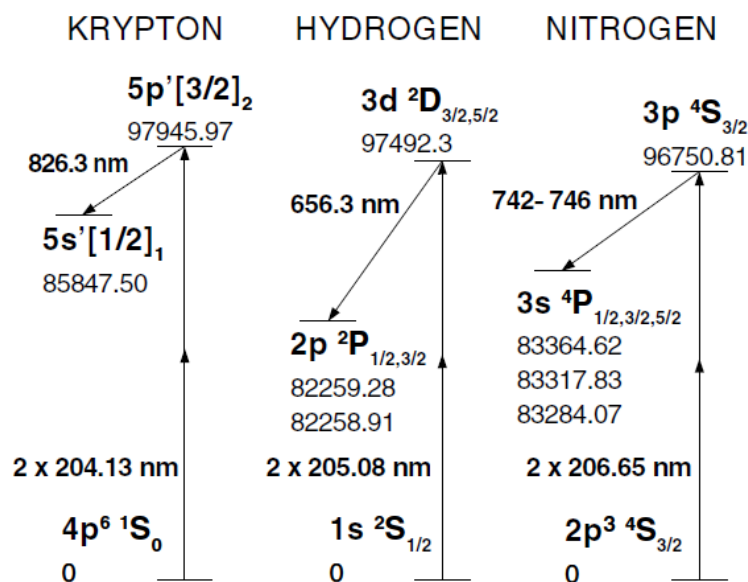 KRYPTON
5p’[3/2]₂
97945.97
826.3 nm
5s’[1/2]₁
85847.50
2 x 204.13 nm
4p⁶ ¹S₀
0
HYDROGEN
3d ²D₃/₂,₅/₂
97492.3
656.3 nm
2p ²P₁/₂,₃/₂
82259.28
82258.91
2 x 205.08 nm
1s ²S₁/₂
0
NITROGEN
3p ⁴S₃/₂
96750.81
742- 746 nm
3s ⁴P₁/₂,₃/₂,₅/₂
83364.62
83317.83
83284.07
2 x 206.65 nm
2p³ ⁴S₃/₂
0